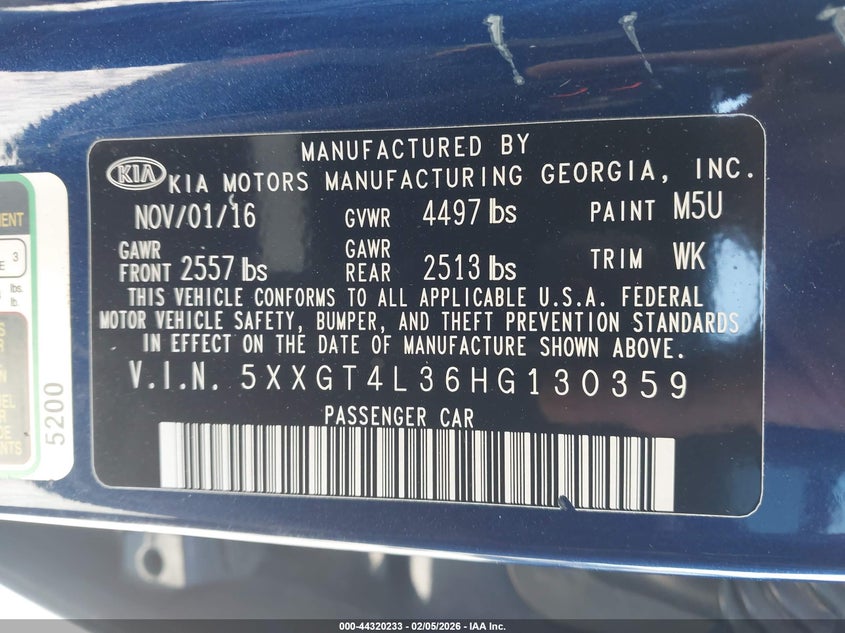 MANUFACTURED BY
KIA KIA MOTORS MANUFACTURING GEORGIA, INC.
NOV/01/16 GVWR 4497 lbs PAINT M5U
GAWR FRONT 2557 lbs GAWR REAR 2513 lbs TRIM WK
THIS VEHICLE CONFORMS TO ALL APPLICABLE U.S.A. FEDERAL
MOTOR VEHICLE SAFETY, BUMPER, AND THEFT PREVENTION STANDARDS
IN EFFECT ON THE DATE OF MANUFACTURE SHOWN ABOVE.
V.I.N. 5XXGT4L36HG130359
PASSENGER CAR
3
lbs.
lb.
5200
000-44320233 - 02/05/2026 - IAA Inc.